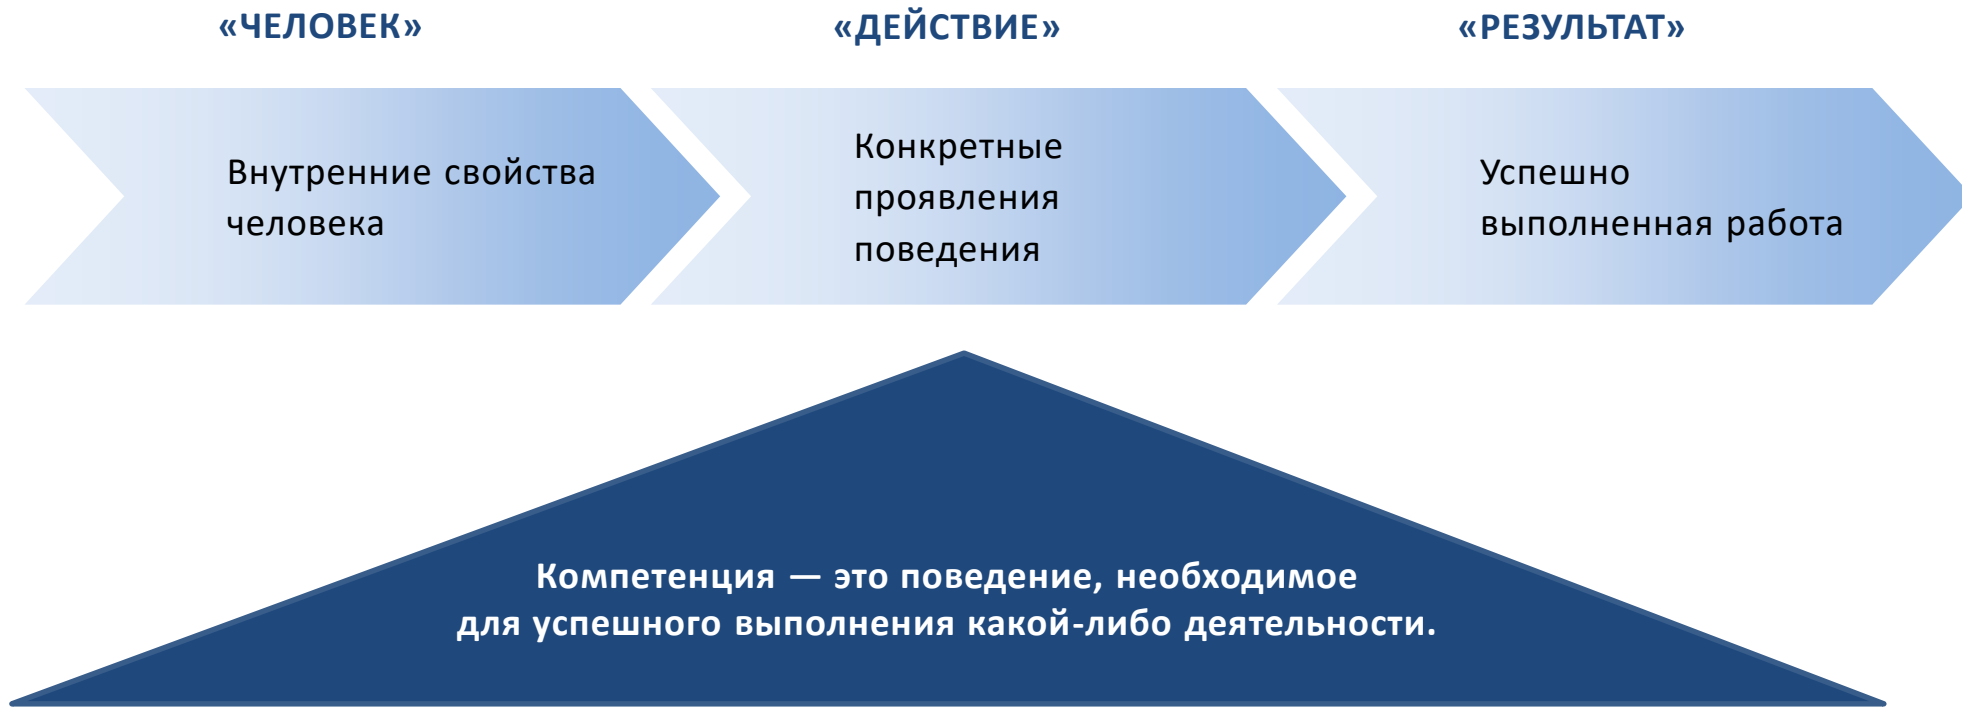 «ЧЕЛОВЕК»
«ДЕЙСТВИЕ»
«РЕЗУЛЬТАТ»
Внутренние свойства
человека
Конкретные
проявления
поведения
Успешно
выполненная работа
Компетенция — это поведение, необходимое
для успешного выполнения какой-либо деятельности.